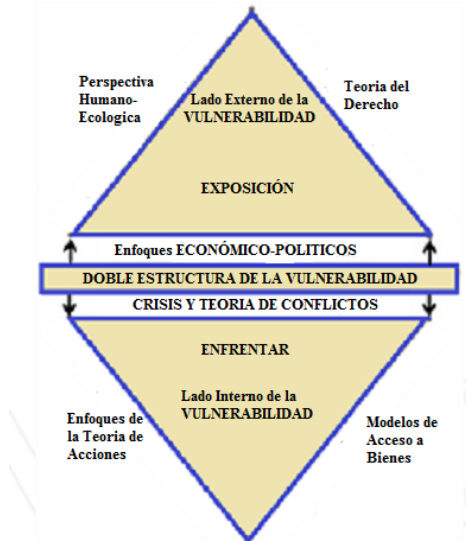 Perspectiva
Humano-
Ecologica
Teoria del
Derecho
Lado Externo de la
VULNERABILIDAD
EXPOSICIÓN
Enfoques ECONÓMICO-POLITICOS
DOBLE ESTRUCTURA DE LA VULNERABILIDAD
CRISIS Y TEORIA DE CONFLICTOS
ENFRENTAR
Lado Interno de la
VULNERABILIDAD
Enfoques de
la Teoria de
Acciones
Modelos de
Acceso a
Bienes